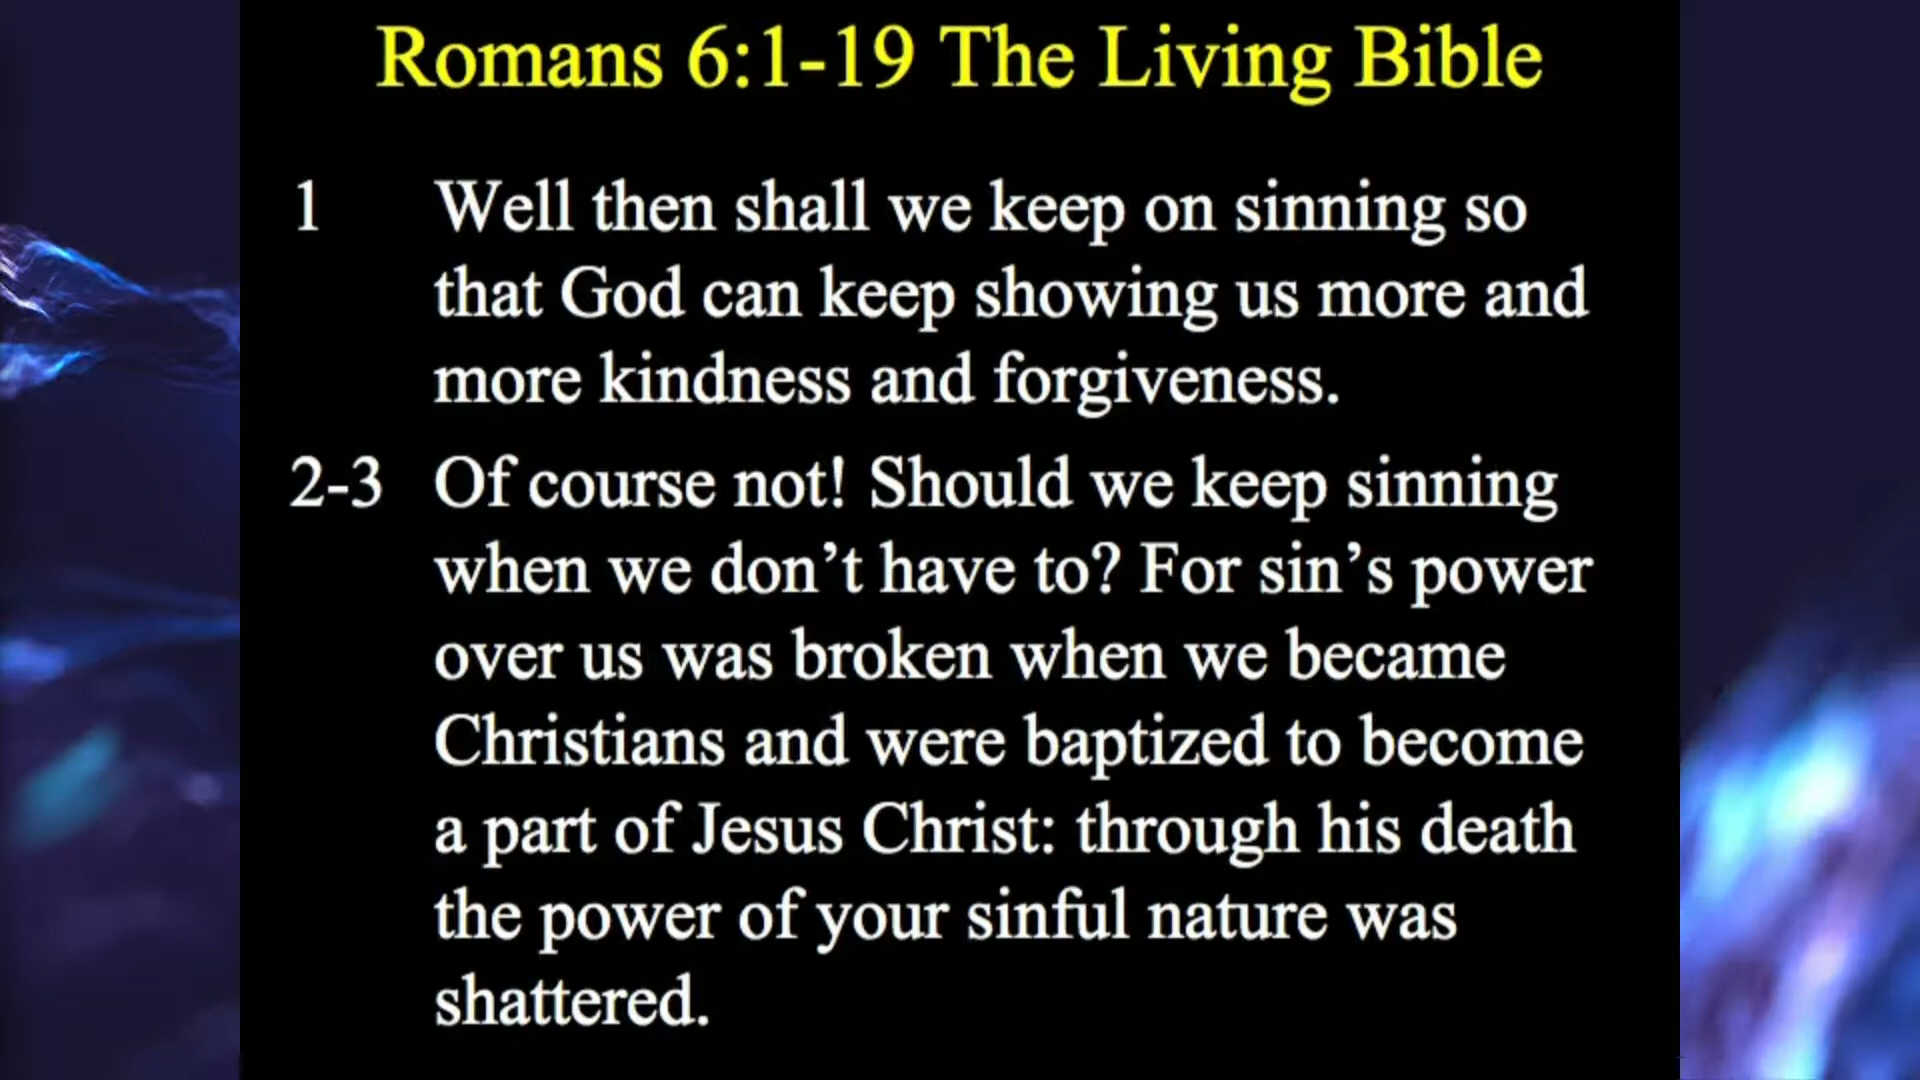 Romans 6:1-19 The Living Bible
1 Well then shall we keep on sinning so
that God can keep showing us more and
more kindness and forgiveness.
2-3 Of course not! Should we keep sinning
when we don’t have to? For sin’s power
over us was broken when we became
Christians and were baptized to become
a part of Jesus Christ: through his death
the power of your sinful nature was
shattered.